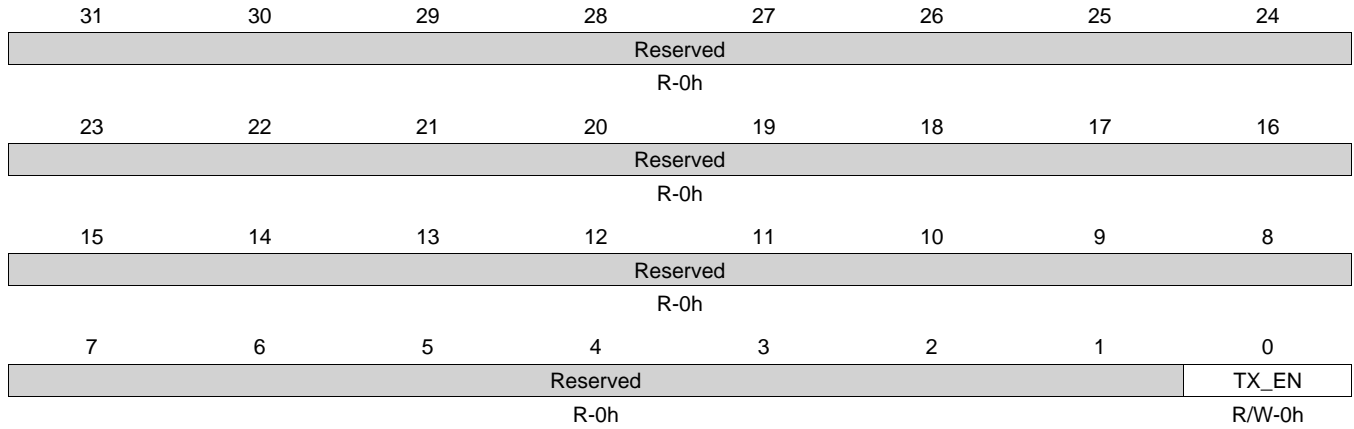 31 30 29 28 27 26 25 24
Reserved
R-0h
23 22 21 20 19 18 17 16
Reserved
R-0h
15 14 13 12 11 10 9 8
Reserved
R-0h
7 6 5 4 3 2 1 0
Reserved TX_EN
R-0h R/W-0h